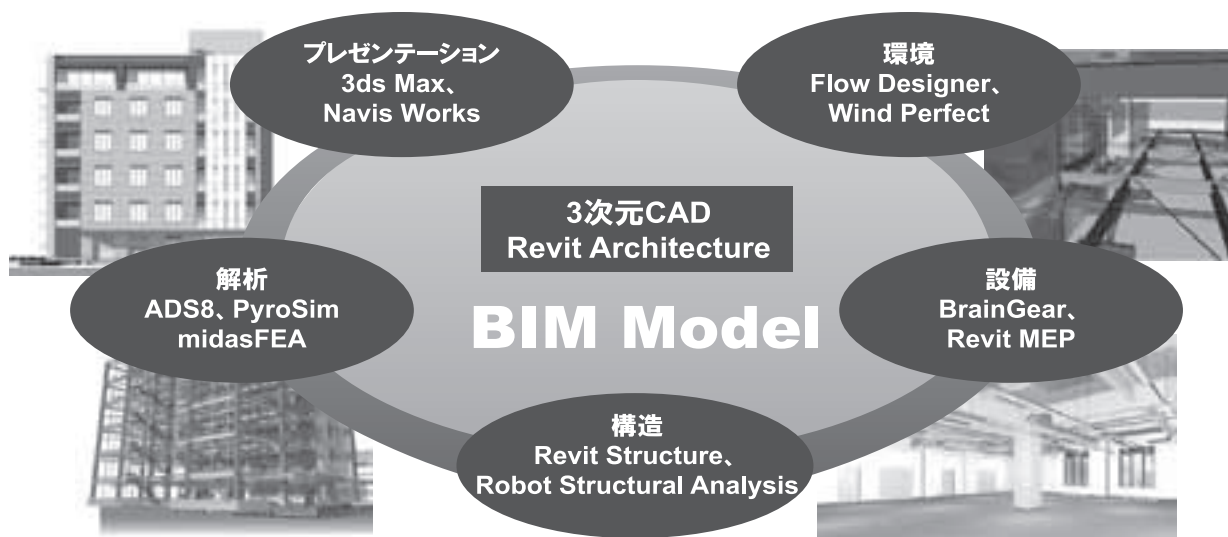 プレゼンテーション
3ds Max、
Navis Works
環境
Flow Designer、
Wind Perfect
3次元CAD
Revit Architecture
解析
ADS8、PyroSim
midasFEA
設備
BrainGear、
Revit MEP
BIM Model
構造
Revit Structure、
Robot Structural Analysis